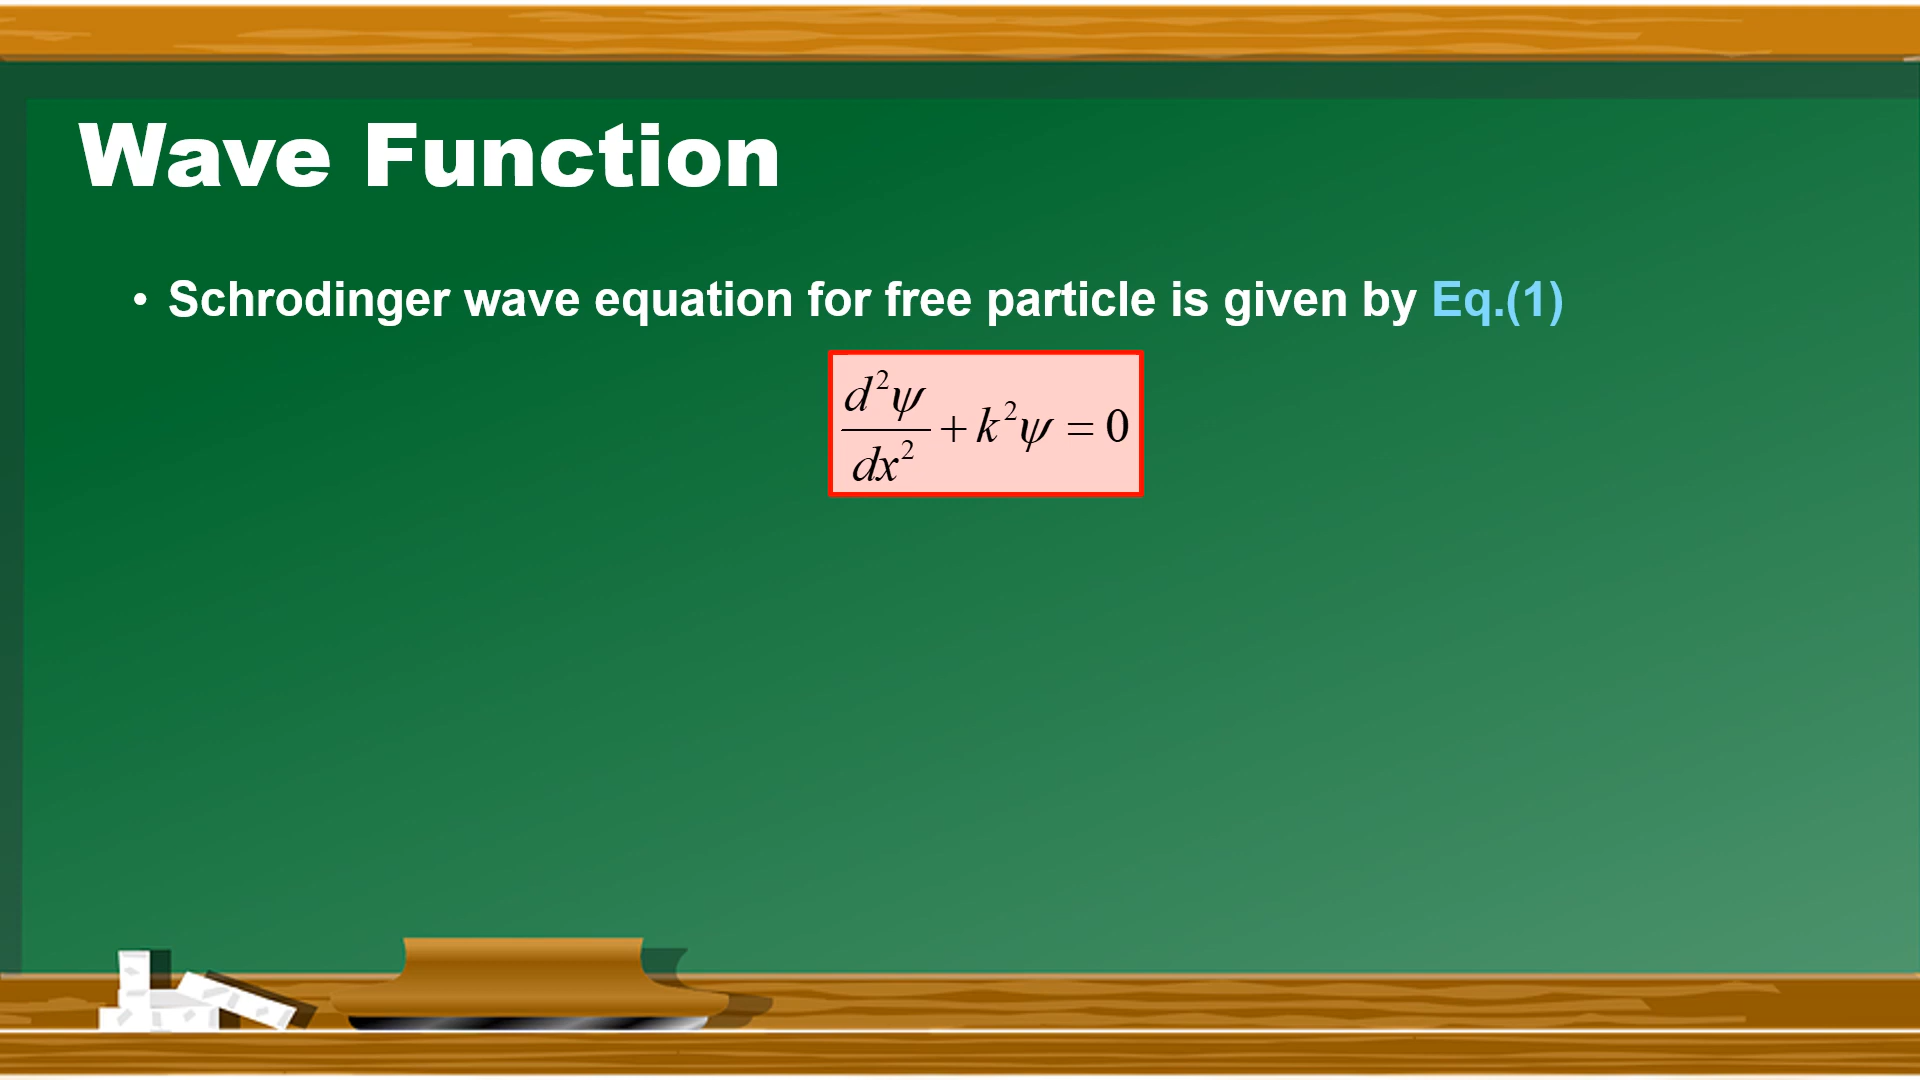 Wave Function
• Schrodinger wave equation for free particle is given by Eq.(1)
d²ψ/dx² + k²ψ = 0